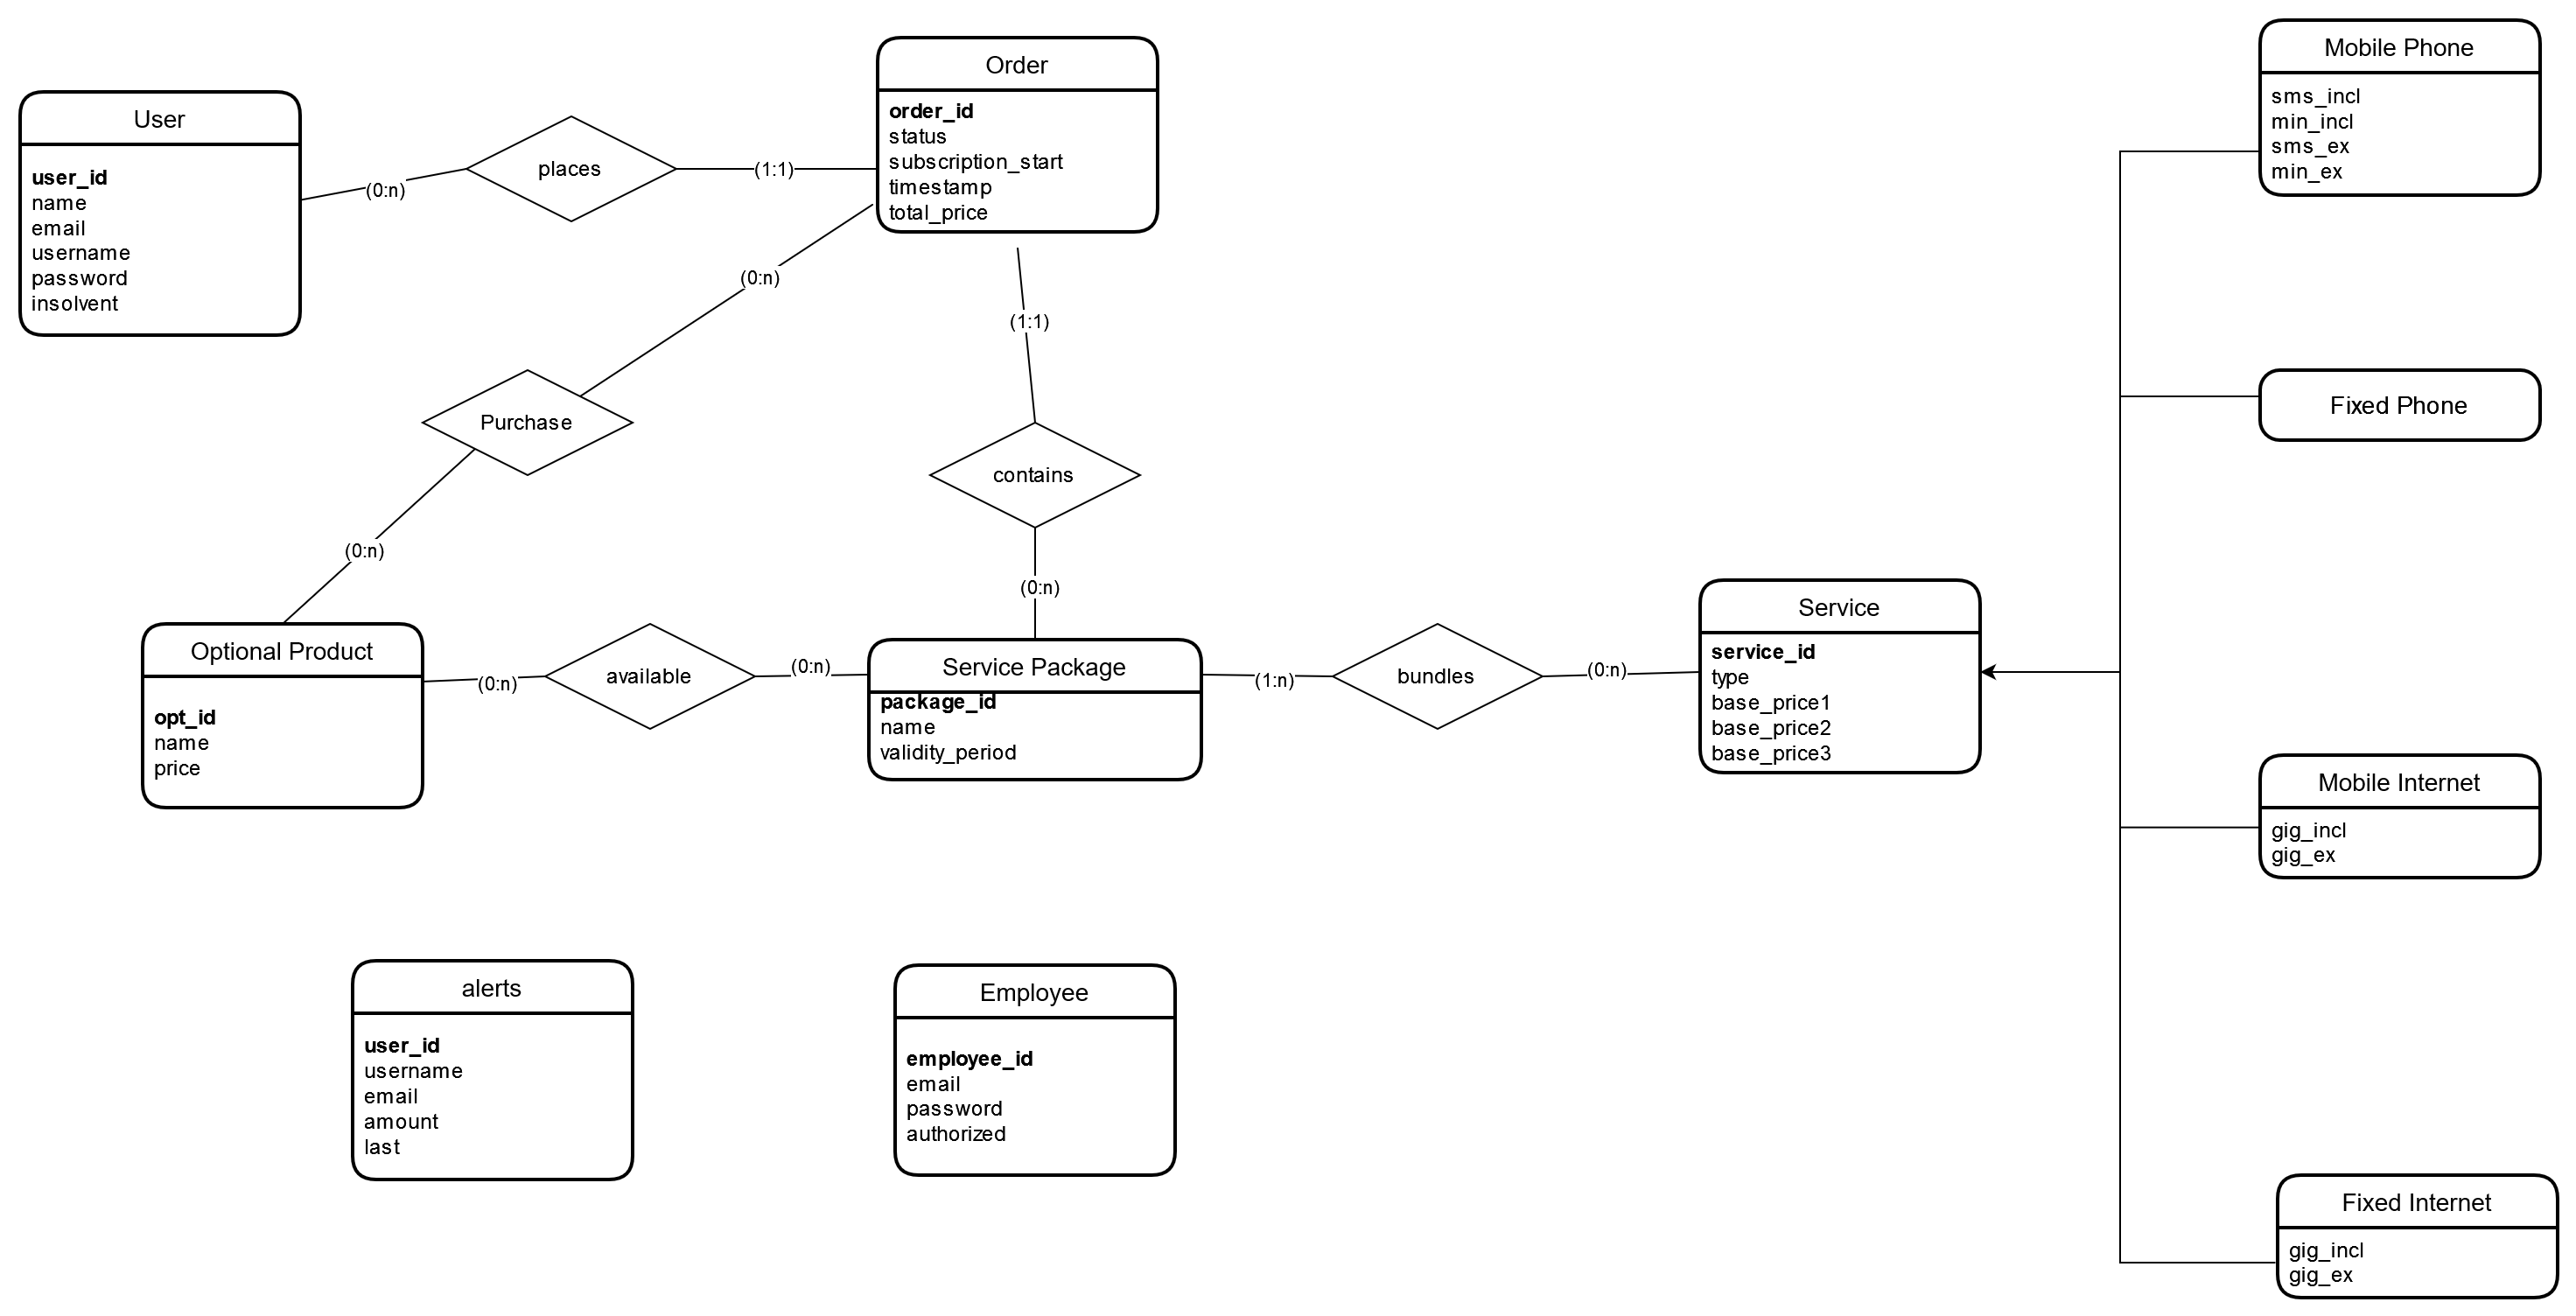 User
user_id
name
email
username
password
insolvent
(0:n)
places
(1:1)
Order
order_id
status
subscription_start
timestamp
total_price
(0:n)
Purchase
(0:n)
(1:1)
contains
(0:n)
Optional Product
opt_id
name
price
(0:n)
available
(0:n)
Service Package
package_id
name
validity_period
(1:n)
bundles
(0:n)
Service
service_id
type
base_price1
base_price2
base_price3
Mobile Phone
sms_incl
min_incl
sms_ex
min_ex
Fixed Phone
Mobile Internet
gig_incl
gig_ex
Fixed Internet
gig_incl
gig_ex
alerts
user_id
username
email
amount
last
Employee
employee_id
email
password
authorized